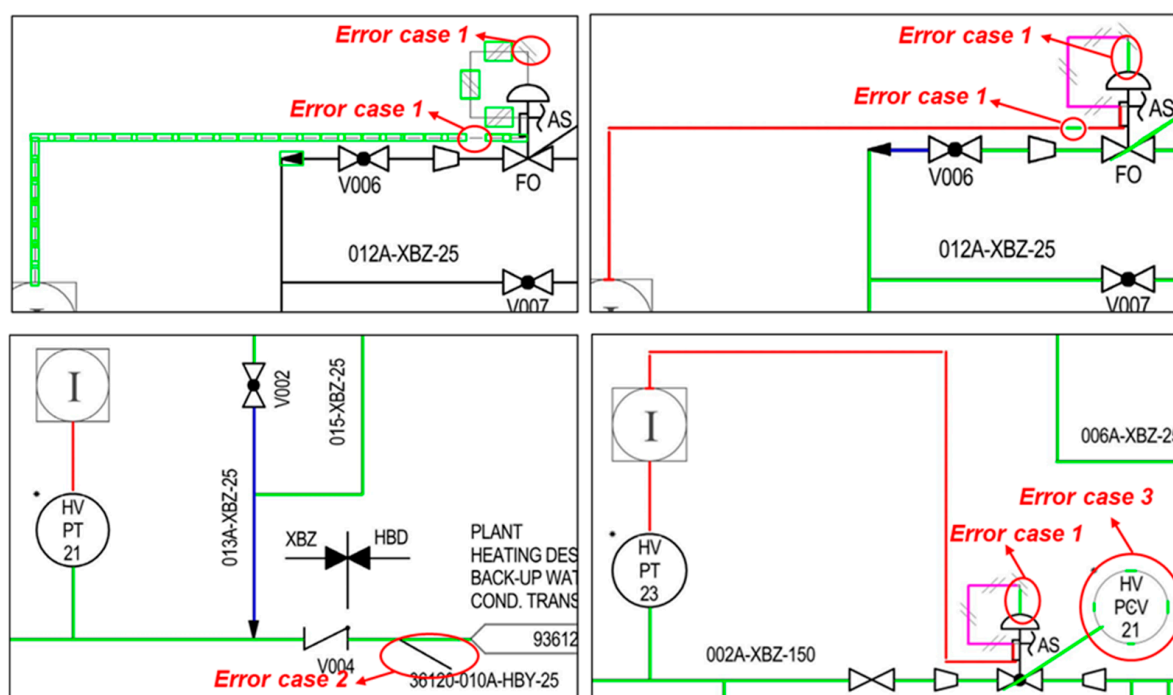 Error case 1
Error case 1
AS
V006
FO
012A-XBZ-25
V007
I
Error case 1
Error case 1
AS
V006
FO
012A-XBZ-25
V007
I
I
V002
015-XBZ-25
013A-XBZ-25
HV
PT
21
XBZ
HBD
PLANT
HEATING DES
BACK-UP WAT
COND. TRANS
93612
V004
Error case 2
36120-010A-HBY-25
I
006A-XBZ-25
Error case 3
Error case 1
HV
PT
23
HV
PCV
21
AS
002A-XBZ-150